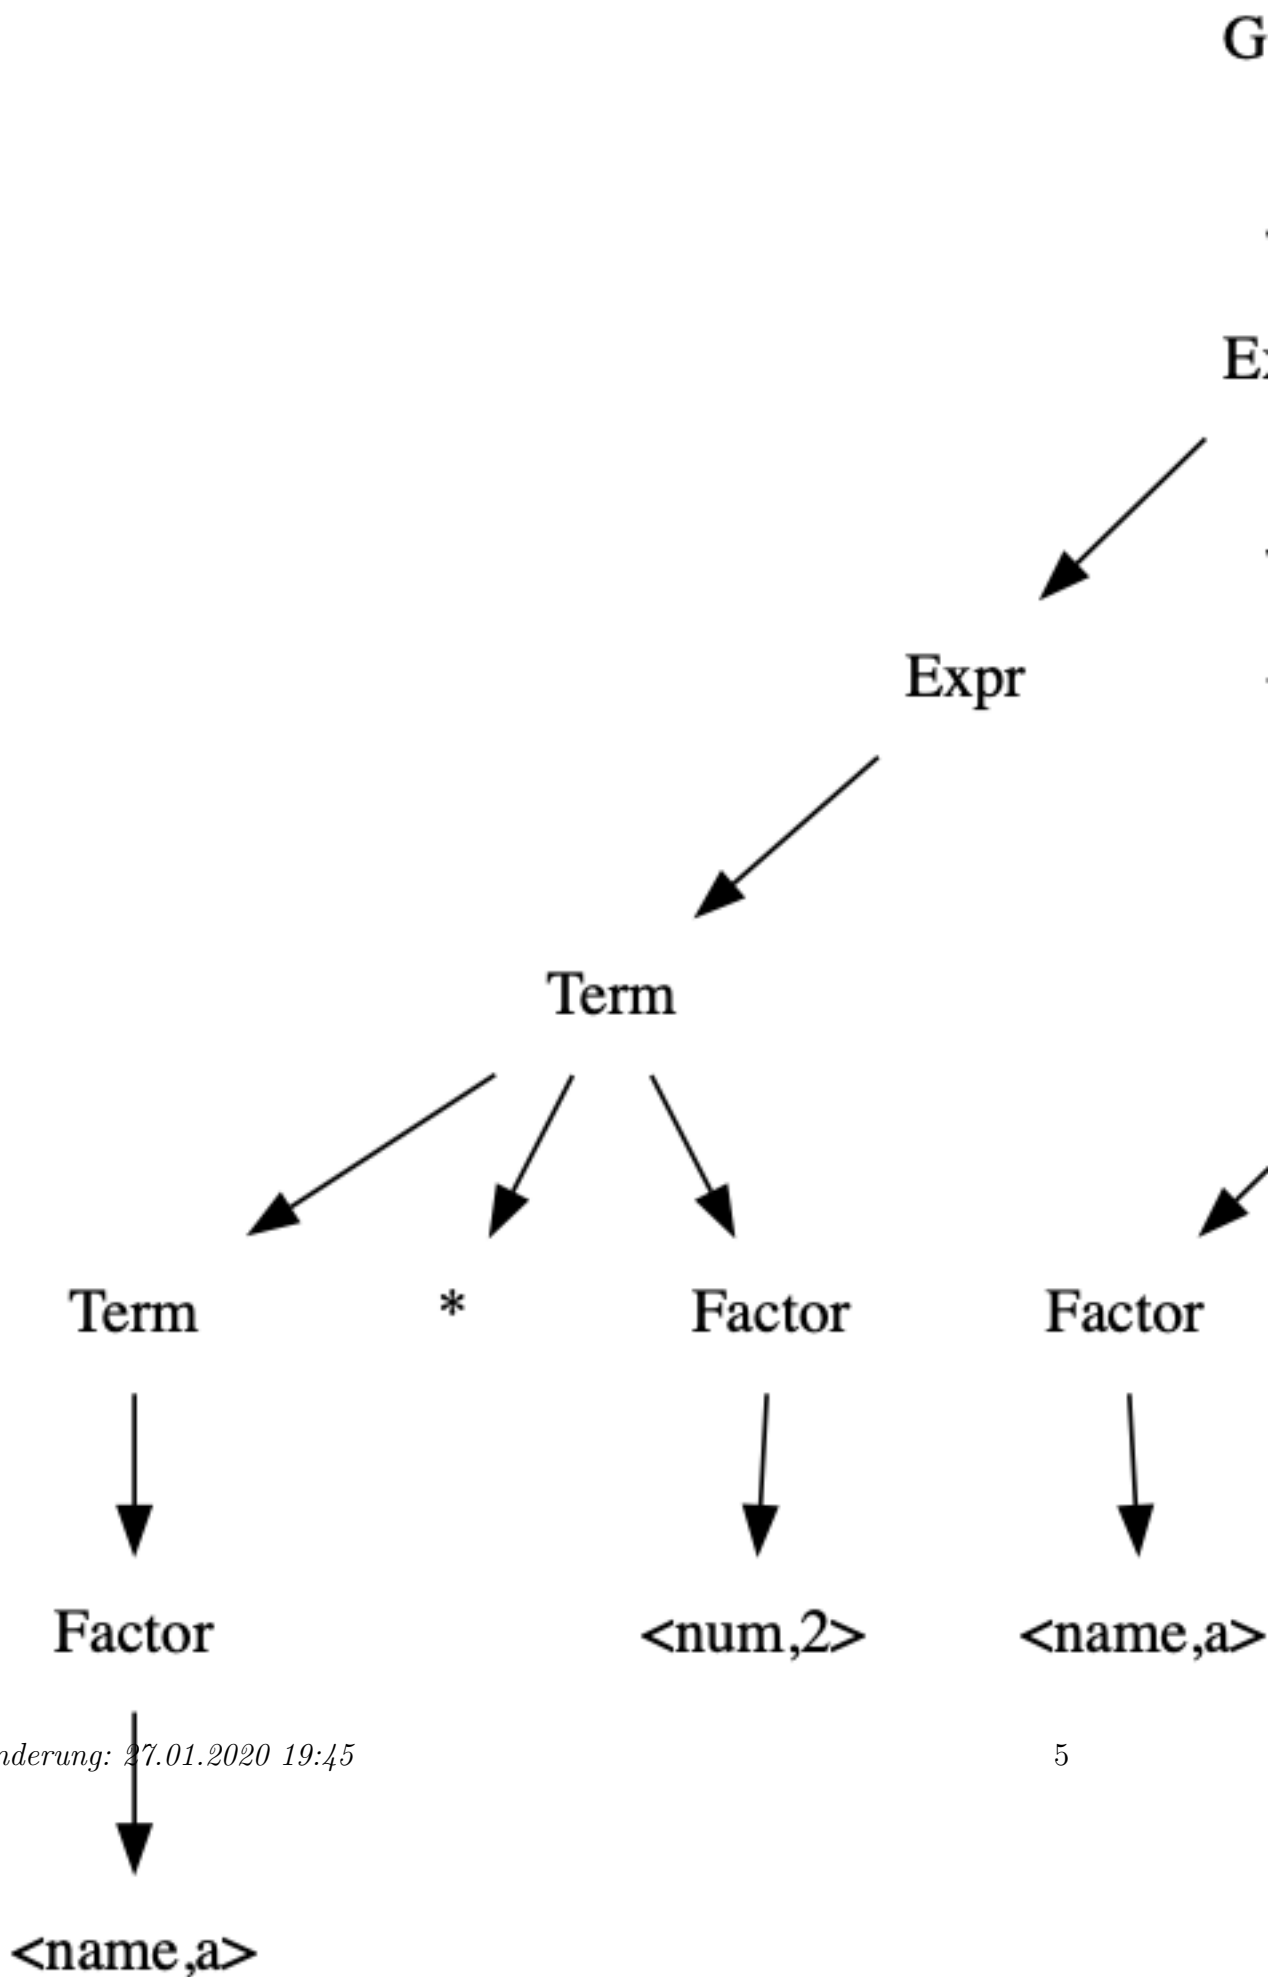 G
Ex
Expr
Term
Term * Factor Factor
Factor <num,2> <name,a>
nderung: 27.01.2020 19:45 5
<name,a>